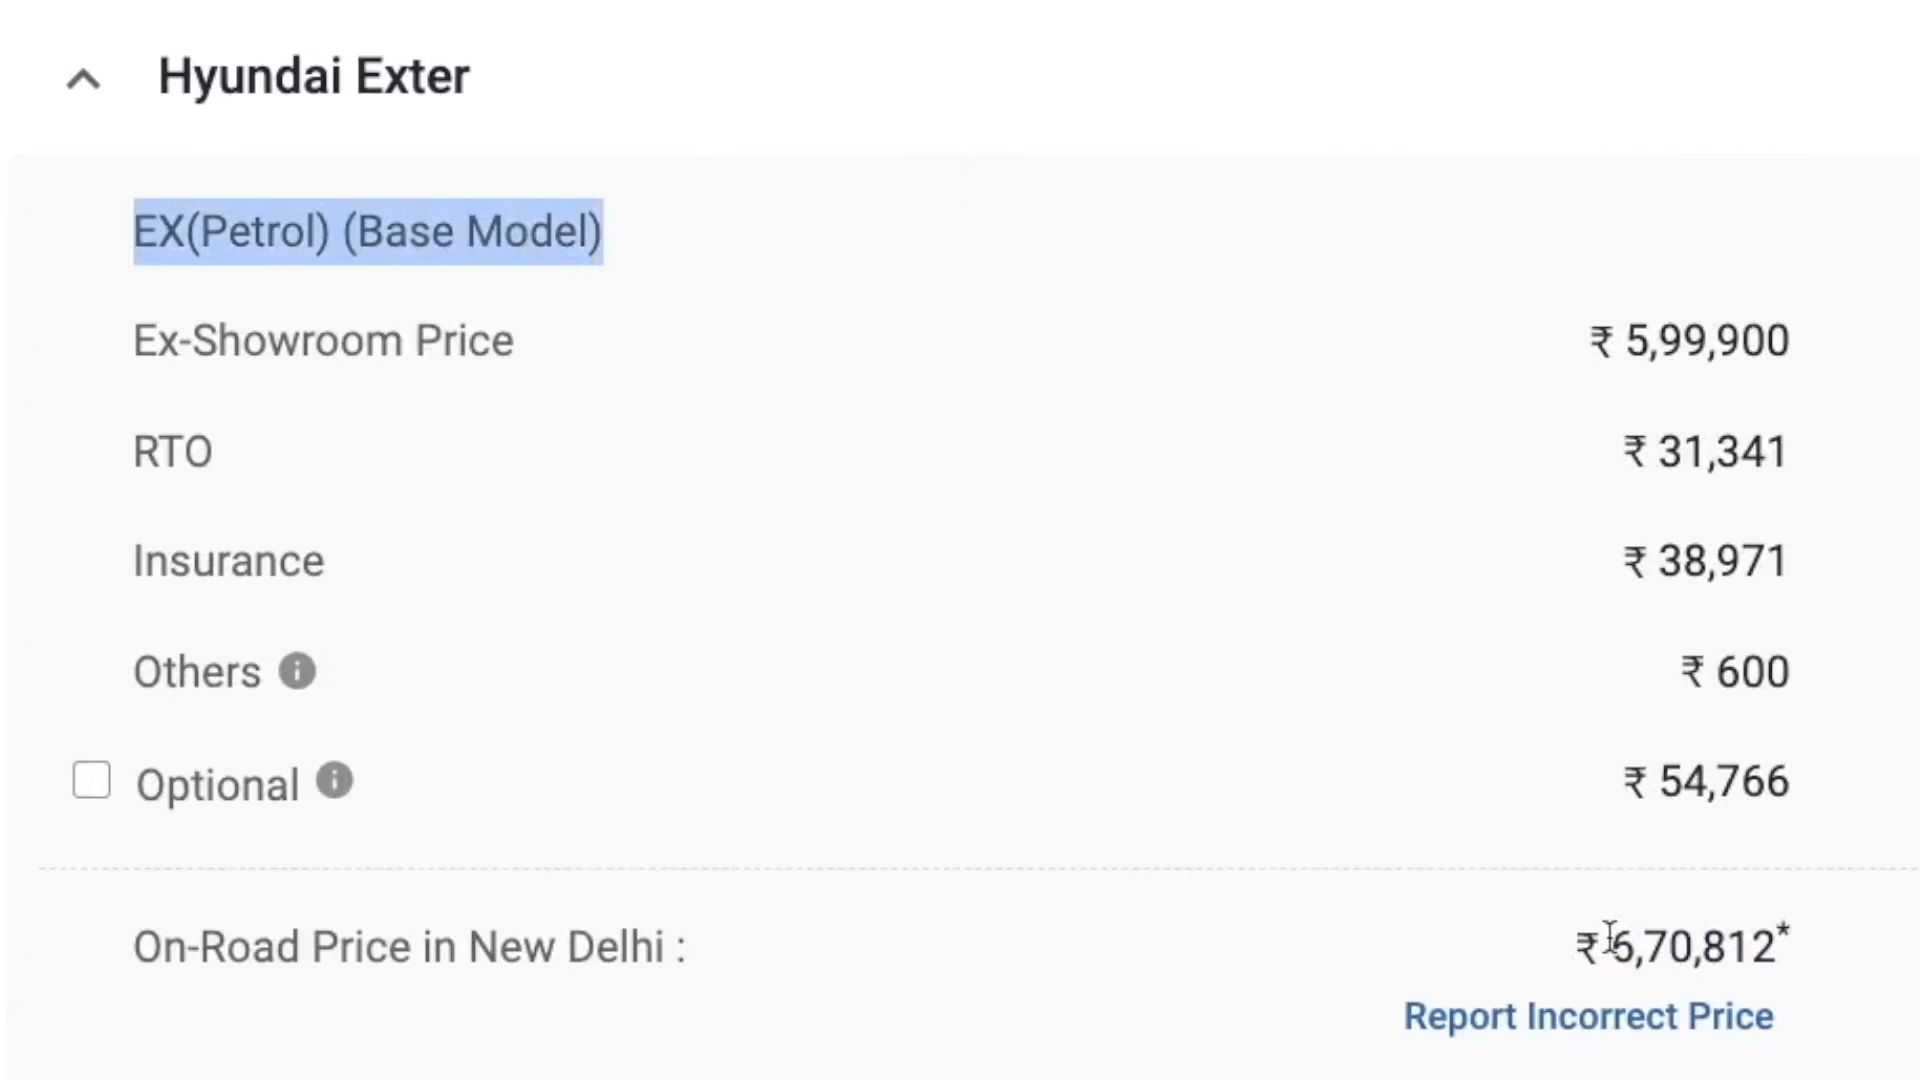 Hyundai Exter
EX(Petrol) (Base Model)
Ex-Showroom Price ₹ 5,99,900
RTO ₹ 31,341
Insurance ₹ 38,971
Others ₹ 600
Optional ₹ 54,766
On-Road Price in New Delhi : ₹ 6,70,812*
Report Incorrect Price